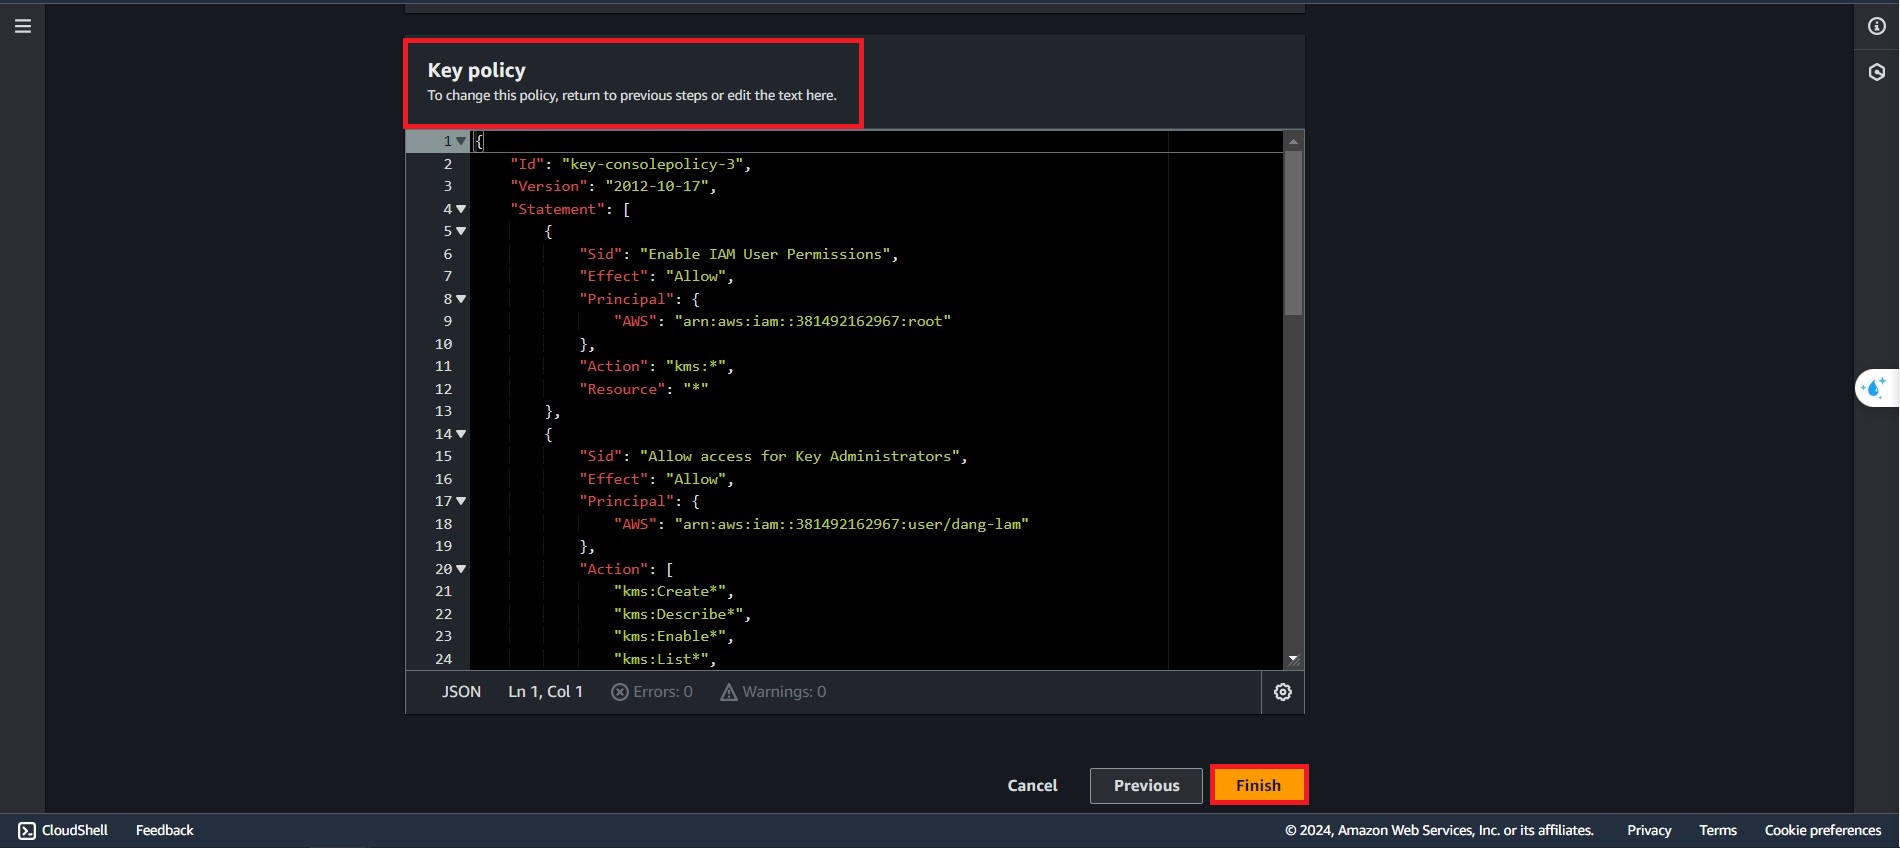 Key policy
To change this policy, return to previous steps or edit the text here.
1 {
2 "Id": "key-consolepolicy-3",
3 "Version": "2012-10-17",
4 "Statement": [
5 {
6 "Sid": "Enable IAM User Permissions",
7 "Effect": "Allow",
8 "Principal": {
9 "AWS": "arn:aws:iam::381492162967:root"
10 },
11 "Action": "kms:*",
12 "Resource": "*"
13 },
14 {
15 "Sid": "Allow access for Key Administrators",
16 "Effect": "Allow",
17 "Principal": {
18 "AWS": "arn:aws:iam::381492162967:user/dang-lam"
19 },
20 "Action": [
21 "kms:Create*",
22 "kms:Describe*",
23 "kms:Enable*",
24 "kms:List*",
JSON Ln 1, Col 1 Errors: 0 Warnings: 0
Cancel Previous Finish
CloudShell Feedback © 2024, Amazon Web Services, Inc. or its affiliates. Privacy Terms Cookie preferences